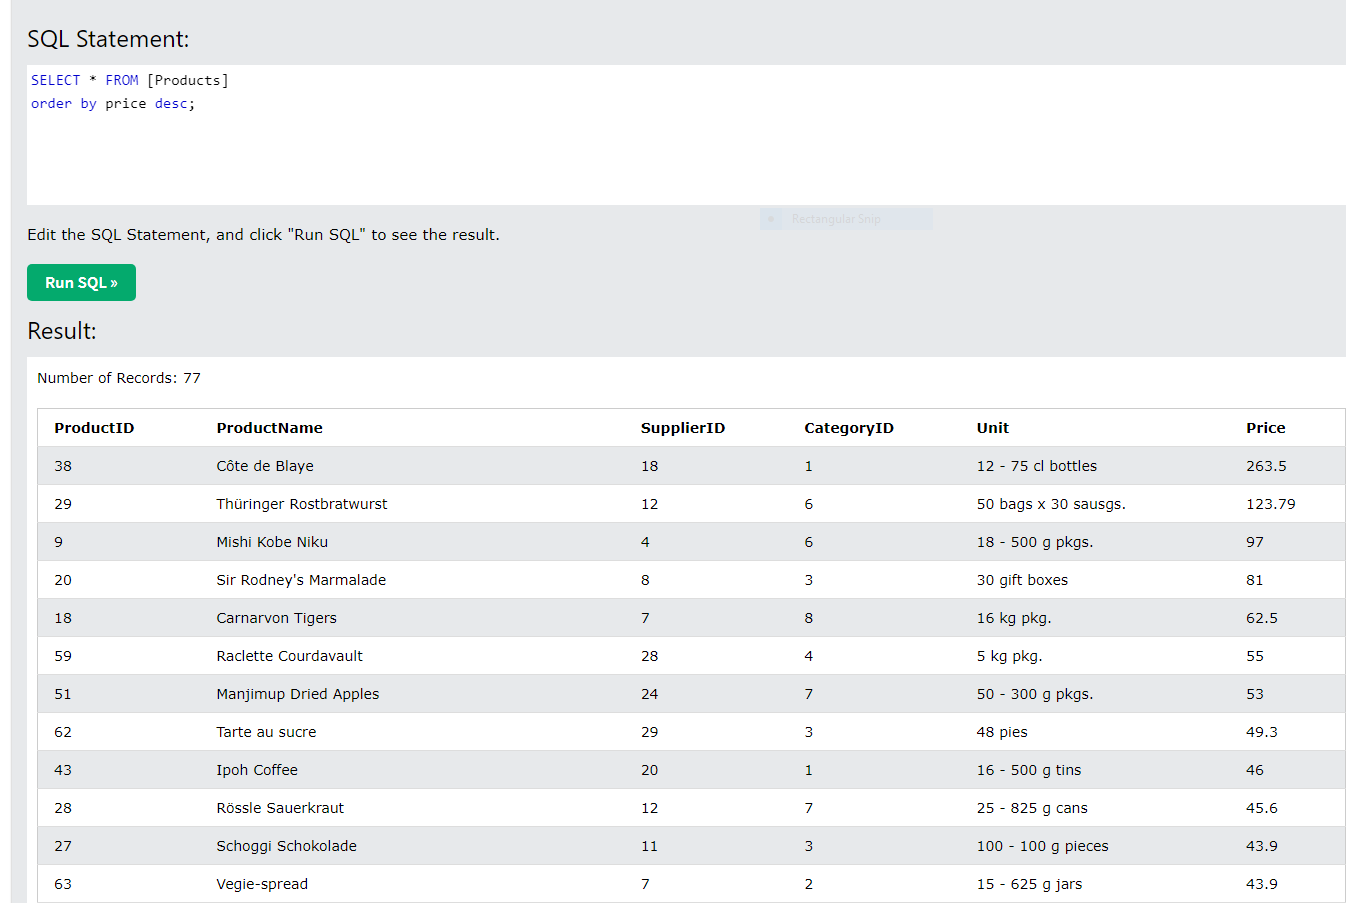 SQL Statement:
SELECT * FROM [Products]
order by price desc;
Rectangular Snip
Edit the SQL Statement, and click "Run SQL" to see the result.
Run SQL »
Result:
Number of Records: 77
ProductID ProductName SupplierID CategoryID Unit Price
38 Côte de Blaye 18 1 12 - 75 cl bottles 263.5
29 Thüringer Rostbratwurst 12 6 50 bags x 30 sausgs. 123.79
9 Mishi Kobe Niku 4 6 18 - 500 g pkgs. 97
20 Sir Rodney's Marmalade 8 3 30 gift boxes 81
18 Carnarvon Tigers 7 8 16 kg pkg. 62.5
59 Raclette Courdavault 28 4 5 kg pkg. 55
51 Manjimup Dried Apples 24 7 50 - 300 g pkgs. 53
62 Tarte au sucre 29 3 48 pies 49.3
43 Ipoh Coffee 20 1 16 - 500 g tins 46
28 Rössle Sauerkraut 12 7 25 - 825 g cans 45.6
27 Schoggi Schokolade 11 3 100 - 100 g pieces 43.9
63 Vegie-spread 7 2 15 - 625 g jars 43.9